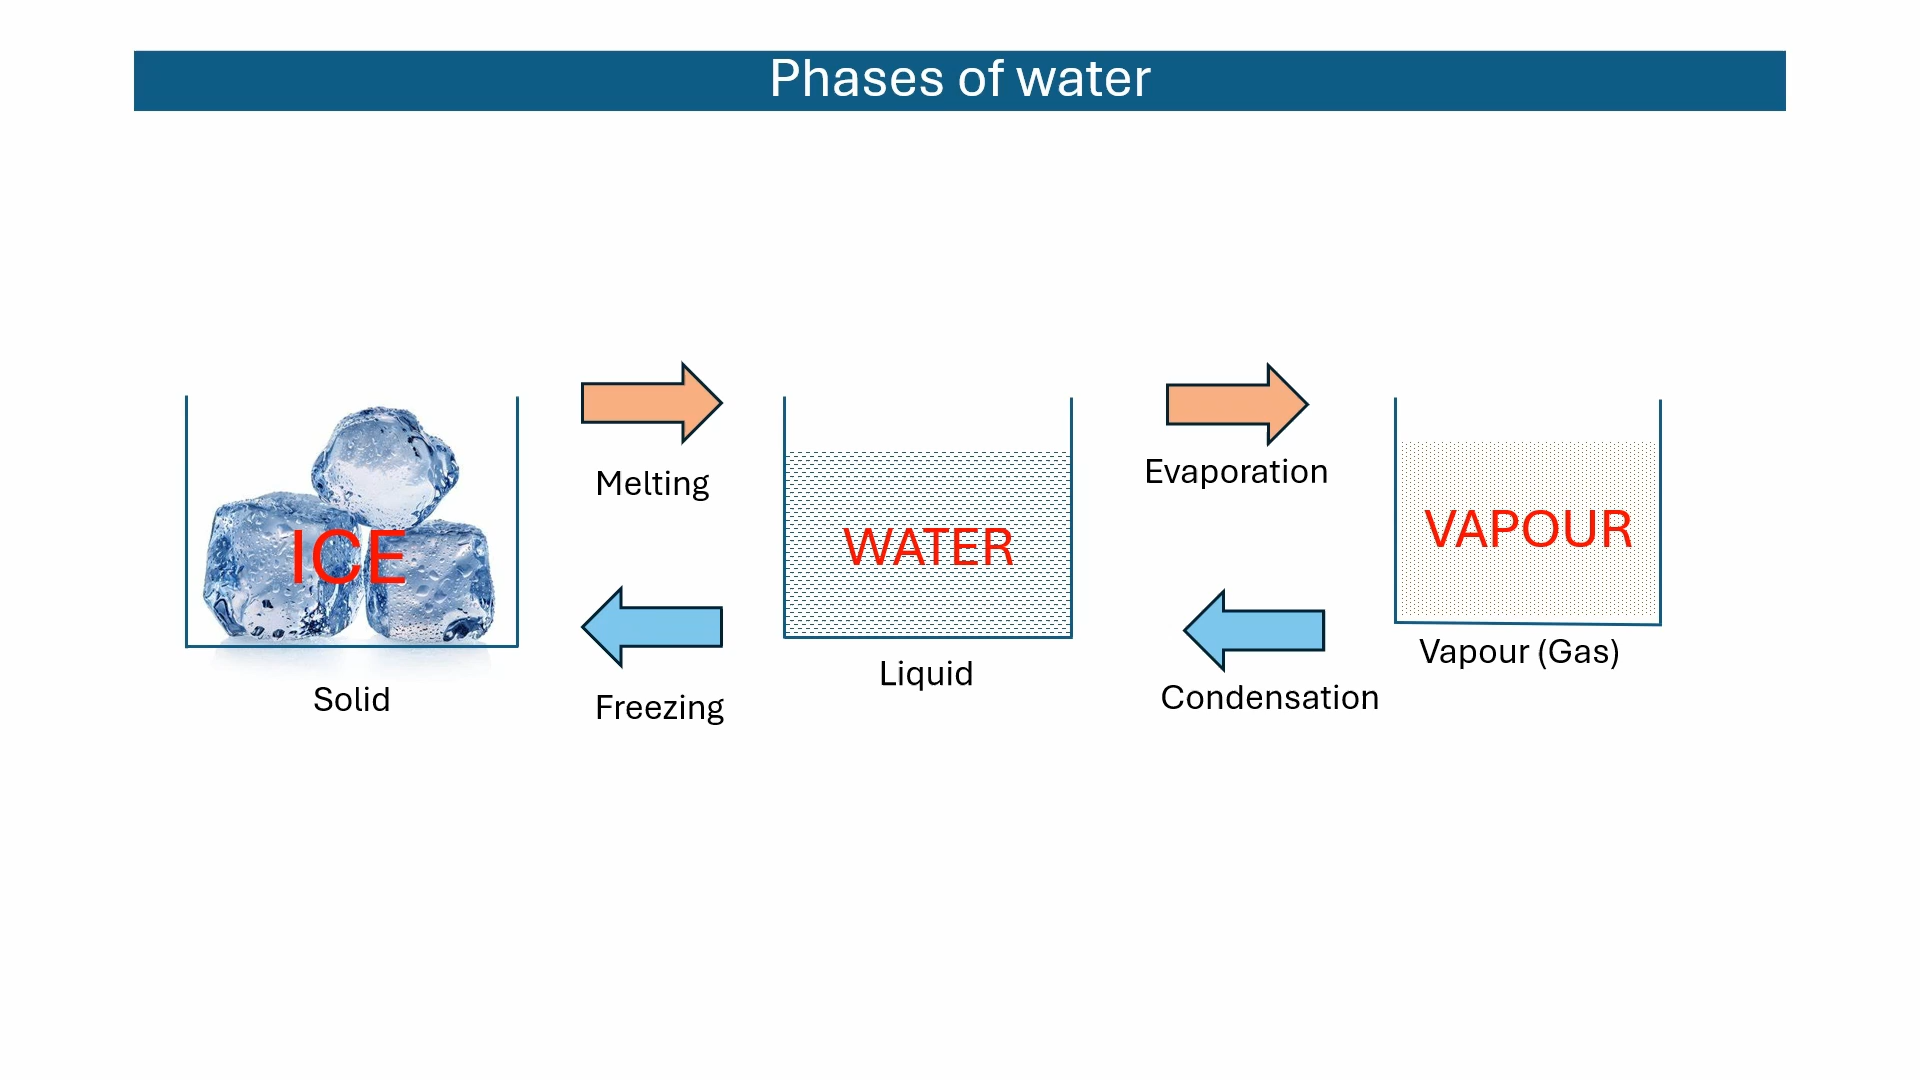 Phases of water
ICE
Solid
Melting
Freezing
WATER
Liquid
Evaporation
Condensation
VAPOUR
Vapour (Gas)